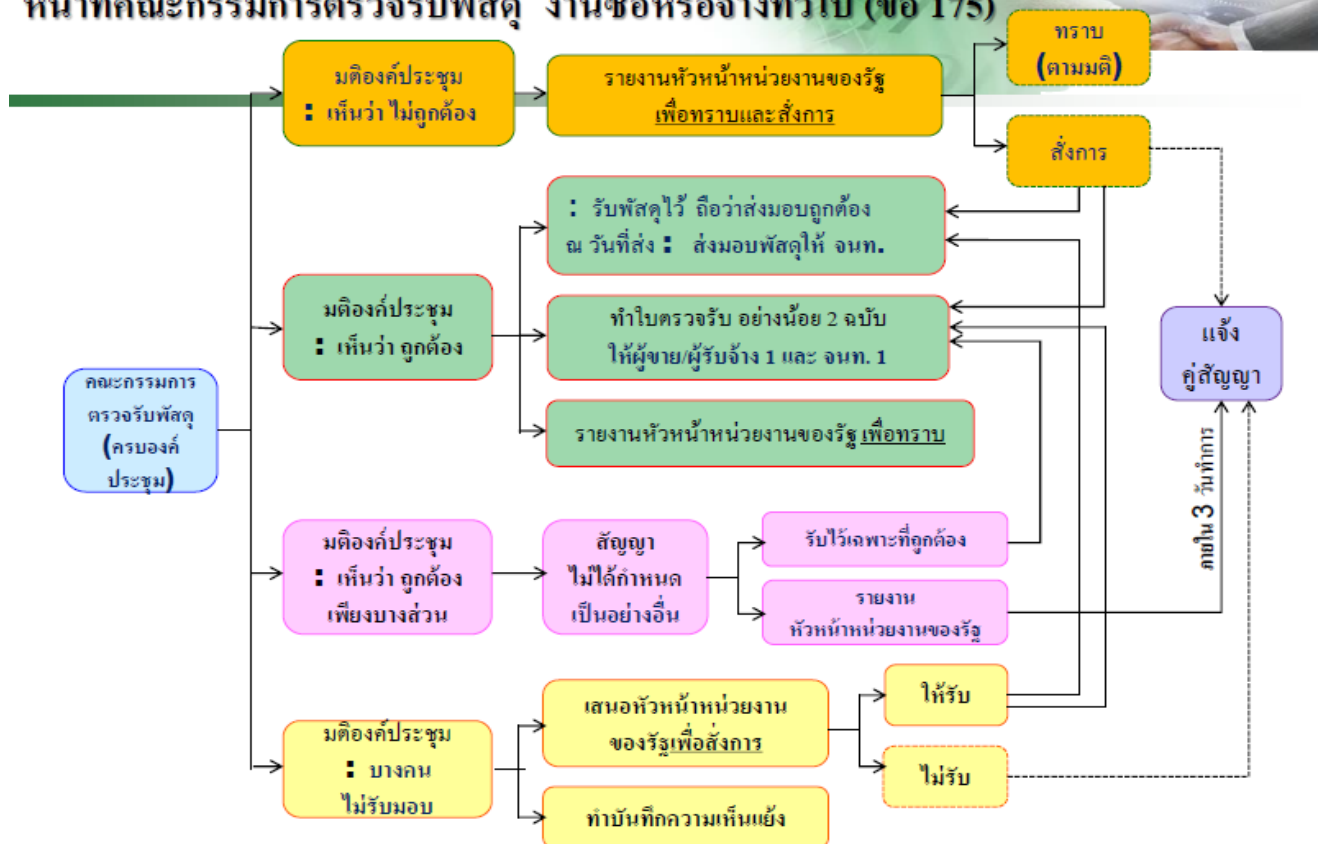 หน้าที่คณะกรรมการตรวจรับพัสดุ งานซื้อหรือจ้างทั่วไป (ข้อ 175)
ทราบ
(ตามมติ)
มติองค์ประชุม
: เห็นว่า ไม่ถูกต้อง
รายงานหัวหน้าหน่วยงานของรัฐ
เพื่อทราบและสั่งการ
สั่งการ
: รับพัสดุไว้ ถือว่าส่งมอบถูกต้อง
ณ วันที่ส่ง : ส่งมอบพัสดุให้ จนท.
มติองค์ประชุม
: เห็นว่า ถูกต้อง
ทำใบตรวจรับ อย่างน้อย 2 ฉบับ
ให้ผู้ขาย/ผู้รับจ้าง 1 และ จนท. 1
แจ้ง
คู่สัญญา
คณะกรรมการ
ตรวจรับพัสดุ
(ครบองค์
ประชุม)
รายงานหัวหน้าหน่วยงานของรัฐ เพื่อทราบ
ภายใน 3 วันทำการ
มติองค์ประชุม
: เห็นว่า ถูกต้อง
เพียงบางส่วน
สัญญา
ไม่ได้กำหนด
เป็นอย่างอื่น
รับไว้เฉพาะที่ถูกต้อง
รายงาน
หัวหน้าหน่วยงานของรัฐ
มติองค์ประชุม
: บางคน
ไม่รับมอบ
เสนอหัวหน้าหน่วยงาน
ของรัฐเพื่อสั่งการ
ให้รับ
ไม่รับ
ทำบันทึกความเห็นแย้ง